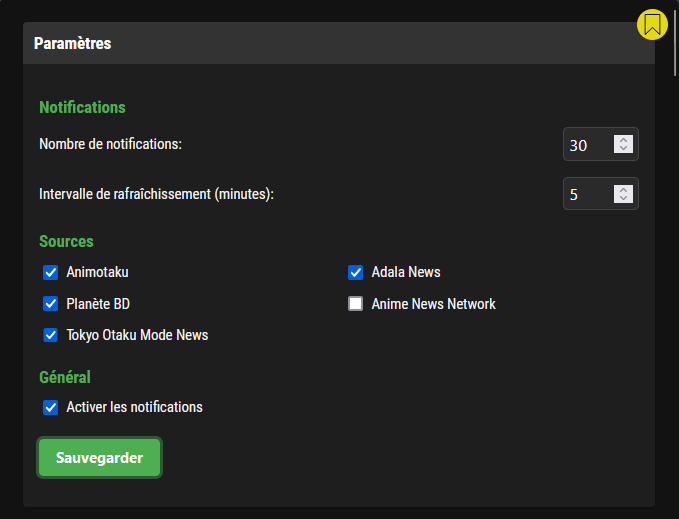 Paramètres
Notifications
Nombre de notifications: 30
Intervalle de rafraîchissement (minutes): 5
Sources
Animotaku Adala News
Planète BD Anime News Network
Tokyo Otaku Mode News
Général
Activer les notifications
Sauvegarder